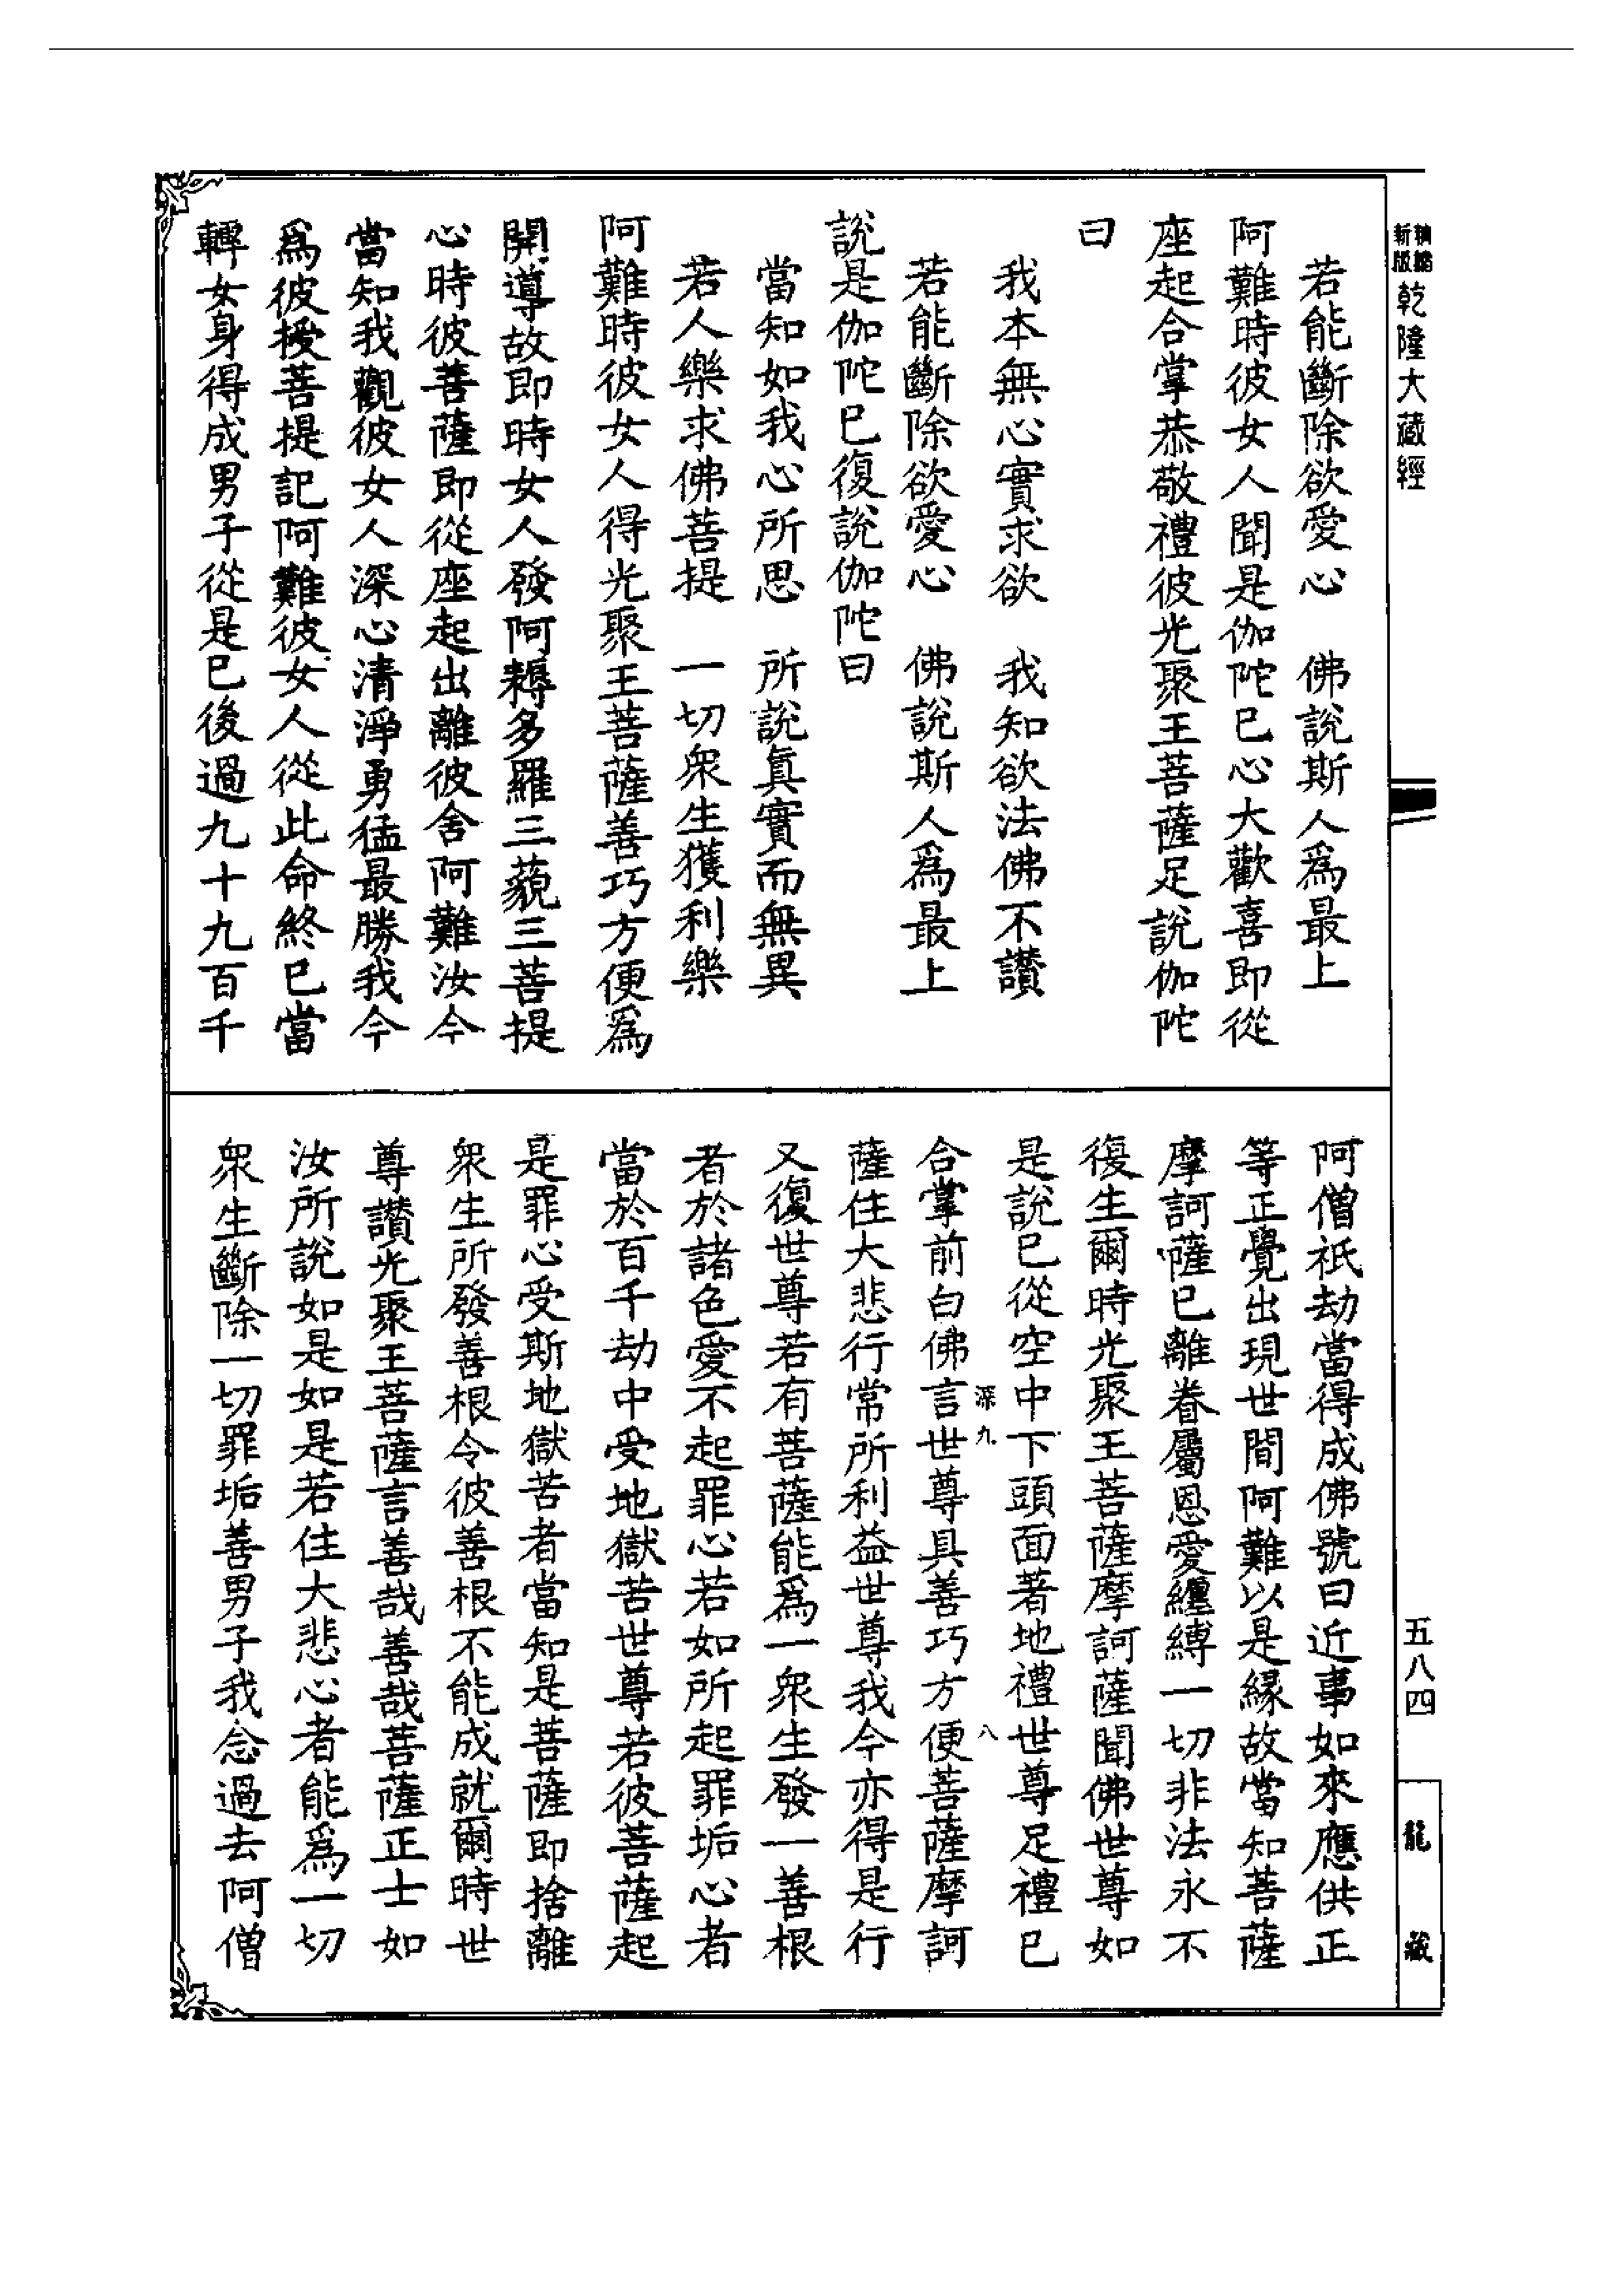 新版
精縮
乾隆大藏經
若能斷除欲愛心　佛說斯人爲最上
阿難時彼女人聞是伽陀已心大歡喜即從
座起合掌恭敬禮彼光聚王菩薩足說伽陀
曰
我本無心實求欲　我知欲法佛不讚
若能斷除欲愛心　佛說斯人爲最上
說是伽陀已復說伽陀曰
當知如我心所思　所說眞實而無異
若人樂求佛菩提　一切衆生獲利樂
阿難時彼女人得光聚王菩薩善巧方便爲
開導故即時女人發阿耨多羅三藐三菩提
心時彼菩薩即從座起出離彼舍阿難汝今
當知我觀彼女人深心清淨勇猛最勝我今
爲彼授菩提記阿難彼女人從此命終已當
轉女身得成男子從是已後過九十九百千
阿僧祇劫當得成佛號曰近事如來應供正
等正覺出現世間阿難以是緣故當知菩薩
摩訶薩已離眷屬恩愛纏縛一切非法永不
復生爾時光聚王菩薩摩訶薩聞佛世尊如
是說已從空中下頭面著地禮世尊足禮已
深九　八
合掌前白佛言世尊具善巧方便菩薩摩訶
薩住大悲行常所利益世尊我今亦得是行
又復世尊若有菩薩能爲一衆生發一善根
者於諸色愛不起罪心若如所起罪垢心者
當於百千劫中受地獄苦世尊若彼菩薩起
是罪心受斯地獄苦者當知是菩薩即捨離
衆生所發善根令彼善根不能成就爾時世
尊讚光聚王菩薩言善哉善哉菩薩正士如
汝所說如是如是若住大悲心者能爲一切
衆生斷除一切罪垢善男子我念過去阿僧
五八四
龍藏